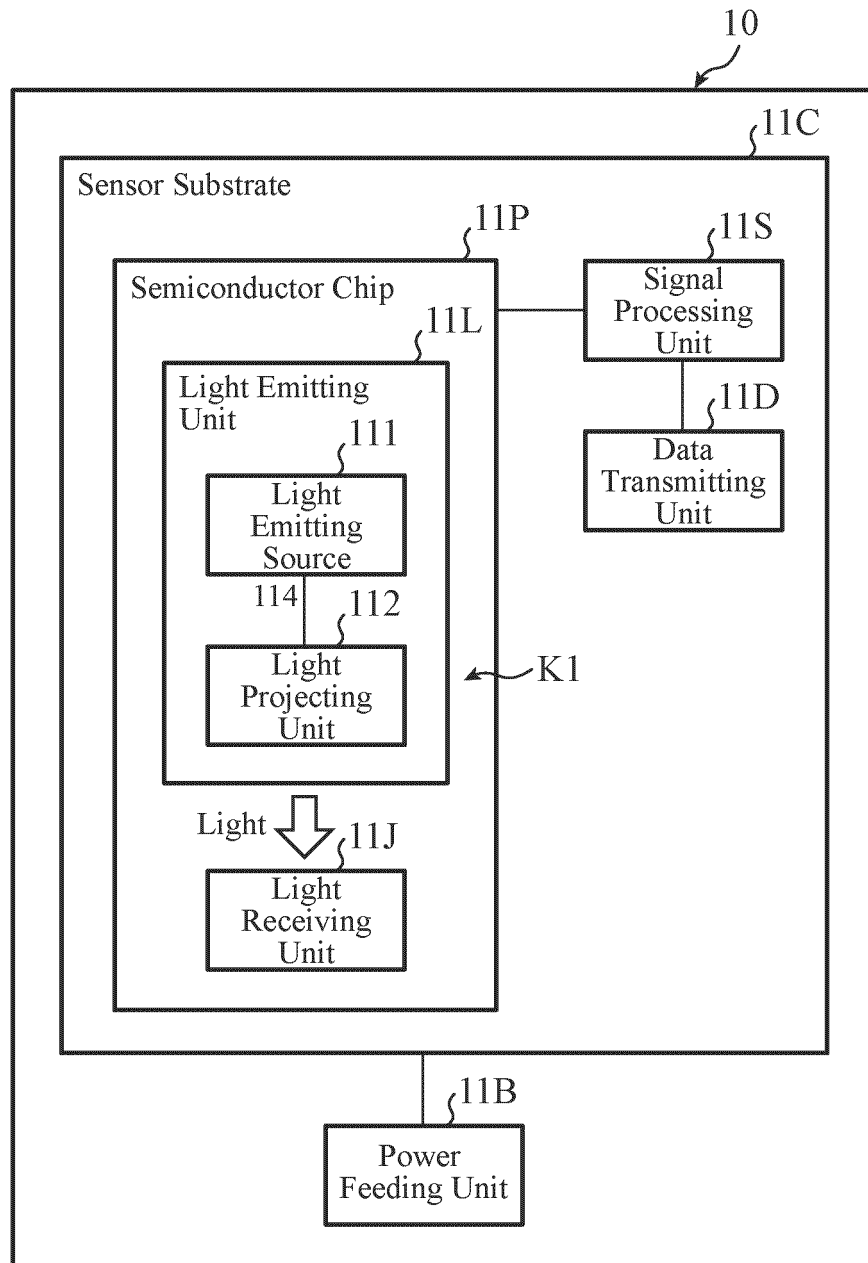 10
11C
Sensor Substrate
11P
Semiconductor Chip
11S
Signal
Processing
Unit
11L
Light Emitting
Unit
11D
Data
Transmitting
Unit
111
Light
Emitting
Source
114
112
Light
Projecting
Unit
K1
Light
11J
Light
Receiving
Unit
11B
Power
Feeding Unit